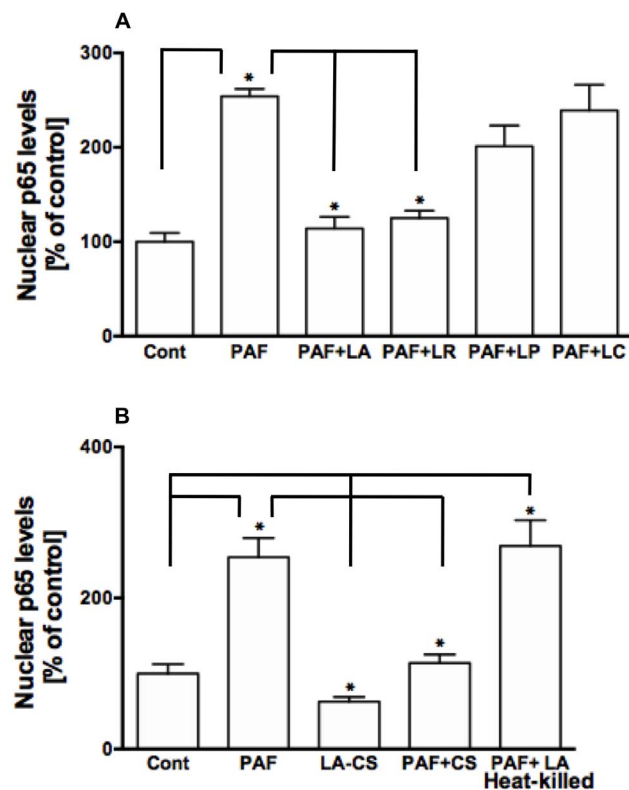 A
Nuclear p65 levels
[% of control]
300
200
100
0
* * *
Cont PAF PAF+LA PAF+LR PAF+LP PAF+LC
B
Nuclear p65 levels
[% of control]
400
200
0
* * * *
Cont PAF LA-CS PAF+CS PAF+ LA
Heat-killed